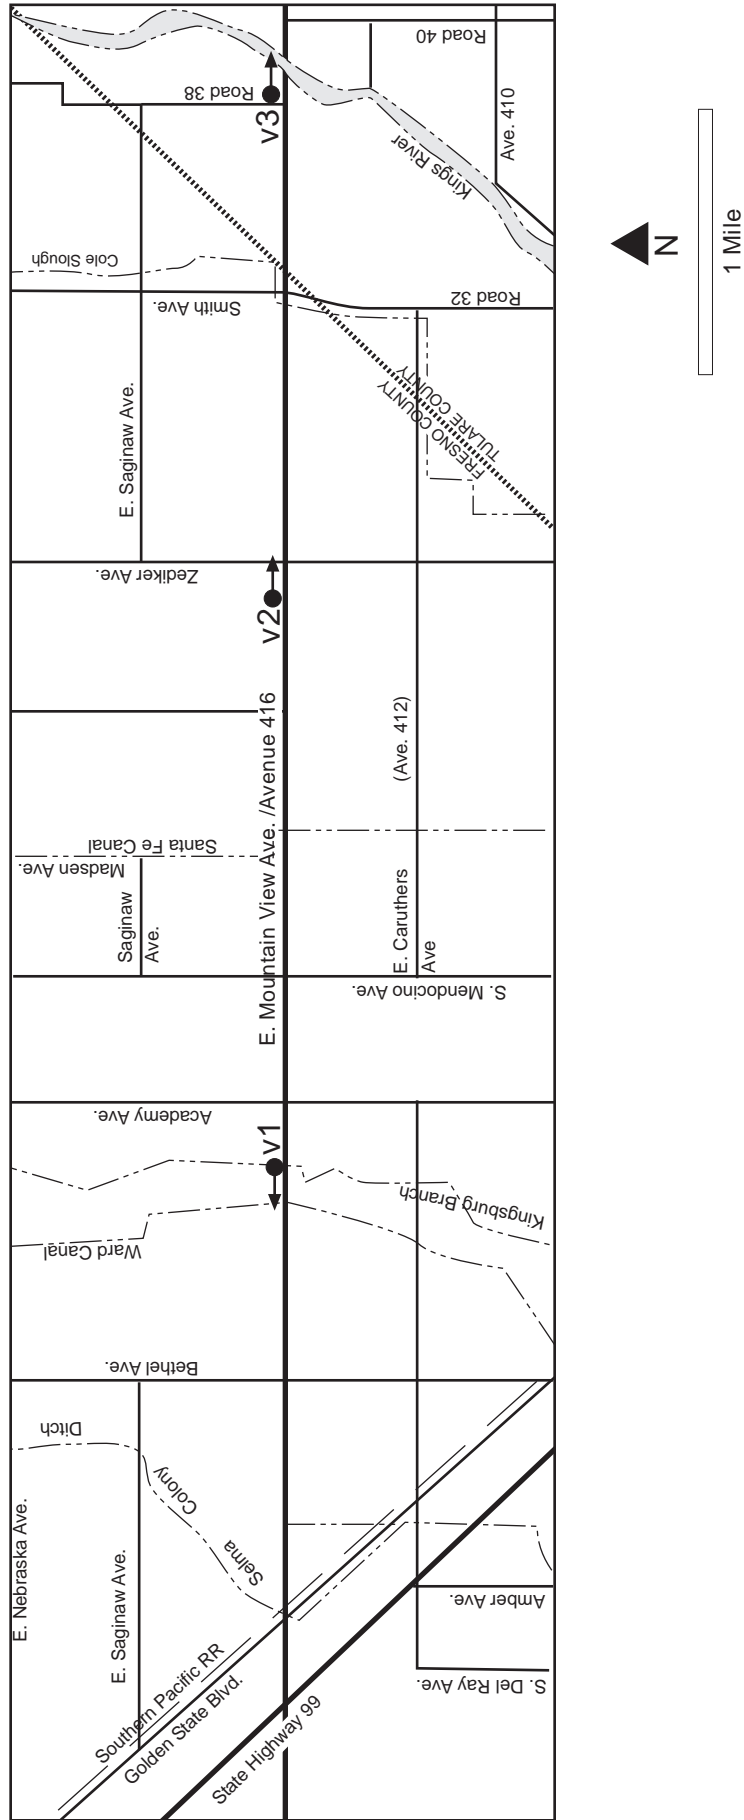 Road 40
Road 38
v3
Ave. 410
Kings River
Cole Slough
Smith Ave.
Road 32
N
1 Mile
E. Saginaw Ave.
FRESNO COUNTY
TULARE COUNTY
Zediker Ave.
v2
E. Mountain View Ave. /Avenue 416
(Ave. 412)
Santa Fe Canal
Madsen Ave.
Saginaw
Ave.
E. Caruthers
Ave
S. Mendocino Ave.
Academy Ave.
v1
Kingsburg Branch
Ward Canal
Bethel Ave.
Ditch
Colony
Selma
E. Nebraska Ave.
E. Saginaw Ave.
Amber Ave.
S. Del Ray Ave.
Southern Pacific RR
Golden State Blvd.
State Highway 99